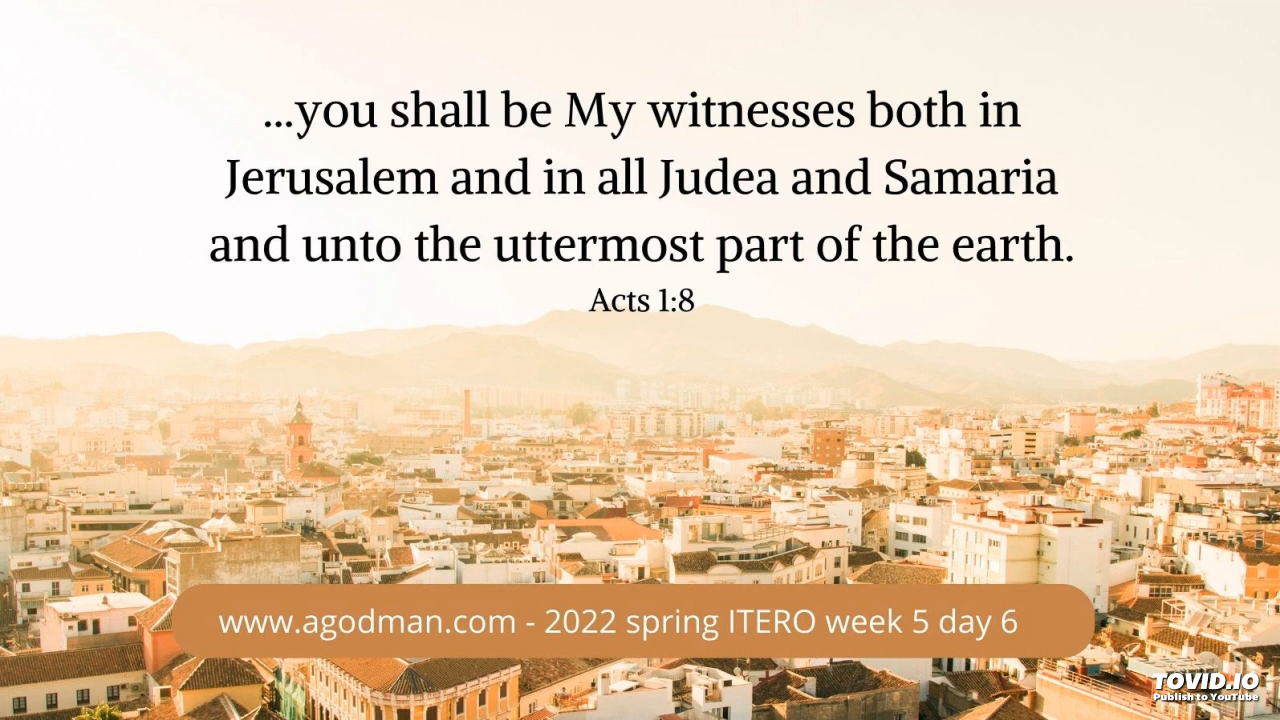 ...you shall be My witnesses both in
Jerusalem and in all Judea and Samaria
and unto the uttermost part of the earth.
Acts 1:8
www.agodman.com - 2022 spring ITERO week 5 day 6
TOVID.IO
Publish to YouTube